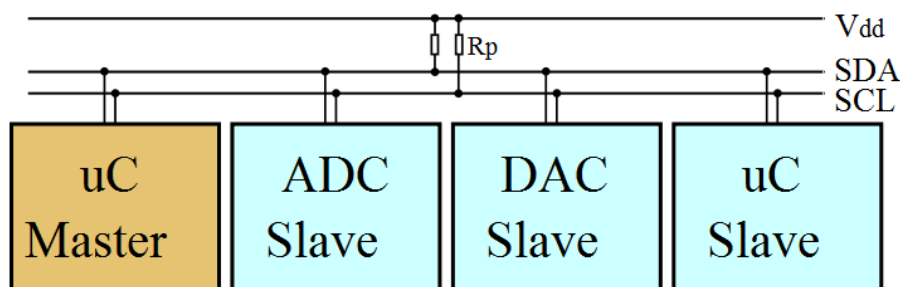 Vdd
Rp
SDA
SCL
uC
Master
ADC
Slave
DAC
Slave
uC
Slave